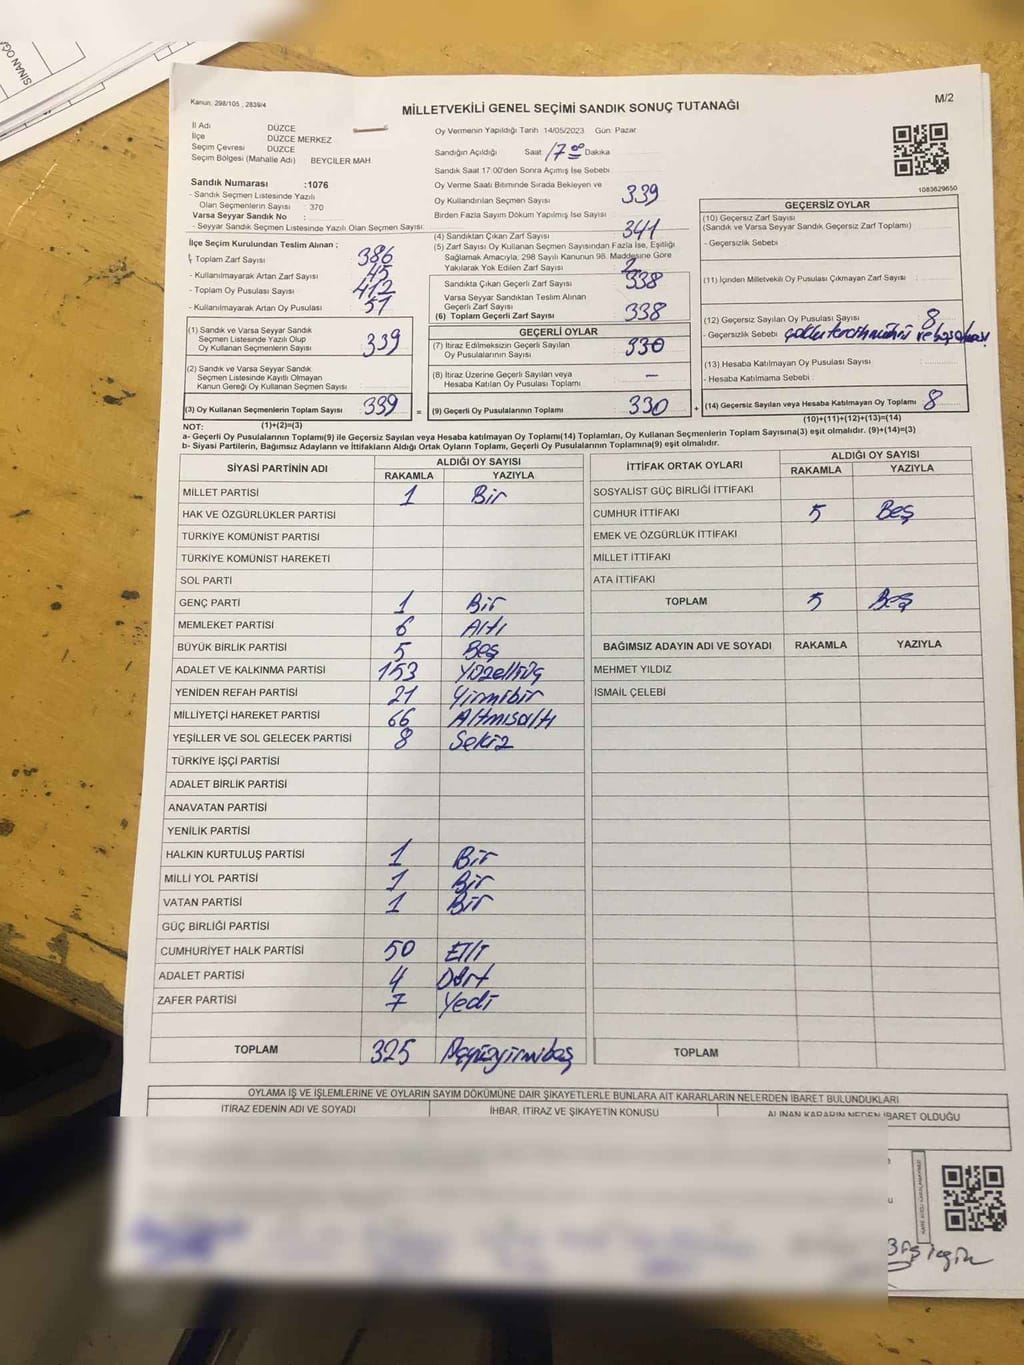 SİNAN OĞ
Kanun. 298/105 , 2839/4
MİLLETVEKİLİ GENEL SEÇİMİ SANDIK SONUÇ TUTANAĞI
M/2
İl Adı DÜZCE
İlçe DÜZCE MERKEZ
Seçim Çevresi DÜZCE
Seçim Bölgesi (Mahalle Adı) BEYCİLER MAH.
Oy Vermenin Yapıldığı Tarih 14/05/2023 Gün: Pazar
Sandığın Açıldığı Saat 17 00 Dakika
Sandık Saat 17:00'den Sonra Açılmış İse Sebebi
1083629650
Sandık Numarası :1076
- Sandık Seçmen Listesinde Yazılı
Olan Seçmenlerin Sayısı : 370
Varsa Seyyar Sandık No :
- Seyyar Sandık Seçmen Listesinde Yazılı Olan Seçmen Sayısı:
Oy Verme Saati Bitiminde Sırada Bekleyen ve
Oy Kullandırılan Seçmen Sayısı 339
Birden Fazla Sayım Döküm Yapılmış İse Sayısı
İlçe Seçim Kurulundan Teslim Alınan ;
- Toplam Zarf Sayısı 386
- Kullanılmayarak Artan Zarf Sayısı 45
- Toplam Oy Pusulası Sayısı 412
- Kullanılmayarak Artan Oy Pusulası 51
(4) Sandıktan Çıkan Zarf Sayısı 341
(5) Zarf Sayısı Oy Kullanan Seçmen Sayısından Fazla İse, Eşitliği
Sağlamak Amacıyla, 298 Sayılı Kanunun 98. Maddesine Göre
Yakılarak Yok Edilen Zarf Sayısı 2
Sandıkta Çıkan Geçerli Zarf Sayısı 338
Varsa Seyyar Sandıktan Teslim Alınan
Geçerli Zarf Sayısı
(6) Toplam Geçerli Zarf Sayısı 338
GEÇERSİZ OYLAR
(10) Geçersiz Zarf Sayısı
(Sandık ve Varsa Seyyar Sandık Geçersiz Zarf Toplamı)
- Geçersizlik Sebebi
(11) İçinden Milletvekili Oy Pusulası Çıkmayan Zarf Sayısı
(12) Geçersiz Sayılan Oy Pusulası Sayısı 8
- Geçersizlik Sebebi
(13) Hesaba Katılmayan Oy Pusulası Sayısı
- Hesaba Katılmama Sebebi
(14) Geçersiz Sayılan veya Hesaba Katılmayan Oy Toplamı 8
(10)+(11)+(12)+(13)=(14)
(1) Sandık ve Varsa Seyyar Sandık
Seçmen Listesinde Yazılı Olup
Oy Kullanan Seçmenlerin Sayısı 339
(2) Sandık ve Varsa Seyyar Sandık
Seçmen Listesinde Kayıtlı Olmayan
Kanun Gereği Oy Kullanan Seçmen Sayısı
(3) Oy Kullanan Seçmenlerin Toplam Sayısı 339 =
(1)+(2)=(3)
GEÇERLİ OYLAR
(7) İtiraz Edilmeksizin Geçerli Sayılan
Oy Pusulalarının Sayısı 330
(8) İtiraz Üzerine Geçerli Sayılan veya
Hesaba Katılan Oy Pusulası Toplamı —
(9) Geçerli Oy Pusulalarının Toplamı 330 +
NOT:
a- Geçerli Oy Pusulalarının Toplamı(9) ile Geçersiz Sayılan veya Hesaba katılmayan Oy Toplamı(14) Toplamları, Oy Kullanan Seçmenlerin Toplam Sayısına(3) eşit olmalıdır. (9)+(14)=(3)
b- Siyasi Partilerin, Bağımsız Adayların ve İttifakların Aldığı Ortak Oyların Toplamı, Geçerli Oy Pusulalarının Toplamına(9) eşit olmalıdır.
SİYASİ PARTİNİN ADI ALDIĞI OY SAYISI
RAKAMLA YAZIYLA
MİLLET PARTİSİ 1 Bir
HAK VE ÖZGÜRLÜKLER PARTİSİ
TÜRKİYE KOMÜNİST PARTİSİ
TÜRKİYE KOMÜNİST HAREKETİ
SOL PARTİ
GENÇ PARTİ 1 Bir
MEMLEKET PARTİSİ 6 Altı
BÜYÜK BİRLİK PARTİSİ 5 Beş
ADALET VE KALKINMA PARTİSİ 153 Yüzelliüç
YENİDEN REFAH PARTİSİ 21 Yirmibir
MİLLİYETÇİ HAREKET PARTİSİ 66 Altmışaltı
YEŞİLLER VE SOL GELECEK PARTİSİ 8 Sekiz
TÜRKİYE İŞÇİ PARTİSİ
ADALET BİRLİK PARTİSİ
ANAVATAN PARTİSİ
YENİLİK PARTİSİ
HALKIN KURTULUŞ PARTİSİ 1 Bir
MİLLİ YOL PARTİSİ 1 Bir
VATAN PARTİSİ 1 Bir
GÜÇ BİRLİĞİ PARTİSİ
CUMHURİYET HALK PARTİSİ 50 Elli
ADALET PARTİSİ 4 Dört
ZAFER PARTİSİ 7 Yedi
TOPLAM 325 Üçyüzyirmibeş
İTTİFAK ORTAK OYLARI ALDIĞI OY SAYISI
RAKAMLA YAZIYLA
SOSYALİST GÜÇ BİRLİĞİ İTTİFAKI
CUMHUR İTTİFAKI 5 Beş
EMEK VE ÖZGÜRLÜK İTTİFAKI
MİLLET İTTİFAKI
ATA İTTİFAKI
TOPLAM 5 Beş
BAĞIMSIZ ADAYIN ADI VE SOYADI RAKAMLA YAZIYLA
MEHMET YILDIZ
İSMAİL ÇELEBİ
TOPLAM
OYLAMA İŞ VE İŞLEMLERİNE VE OYLARIN SAYIM DÖKÜMÜNE DAİR ŞİKAYETLERLE BUNLARA AİT KARARLARIN NELERDEN İBARET BULUNDUKLARI
İTİRAZ EDENİN ADI VE SOYADI İHBAR, İTİRAZ VE ŞİKAYETİN KONUSU ALINAN KARARIN NEDEN İBARET OLDUĞU